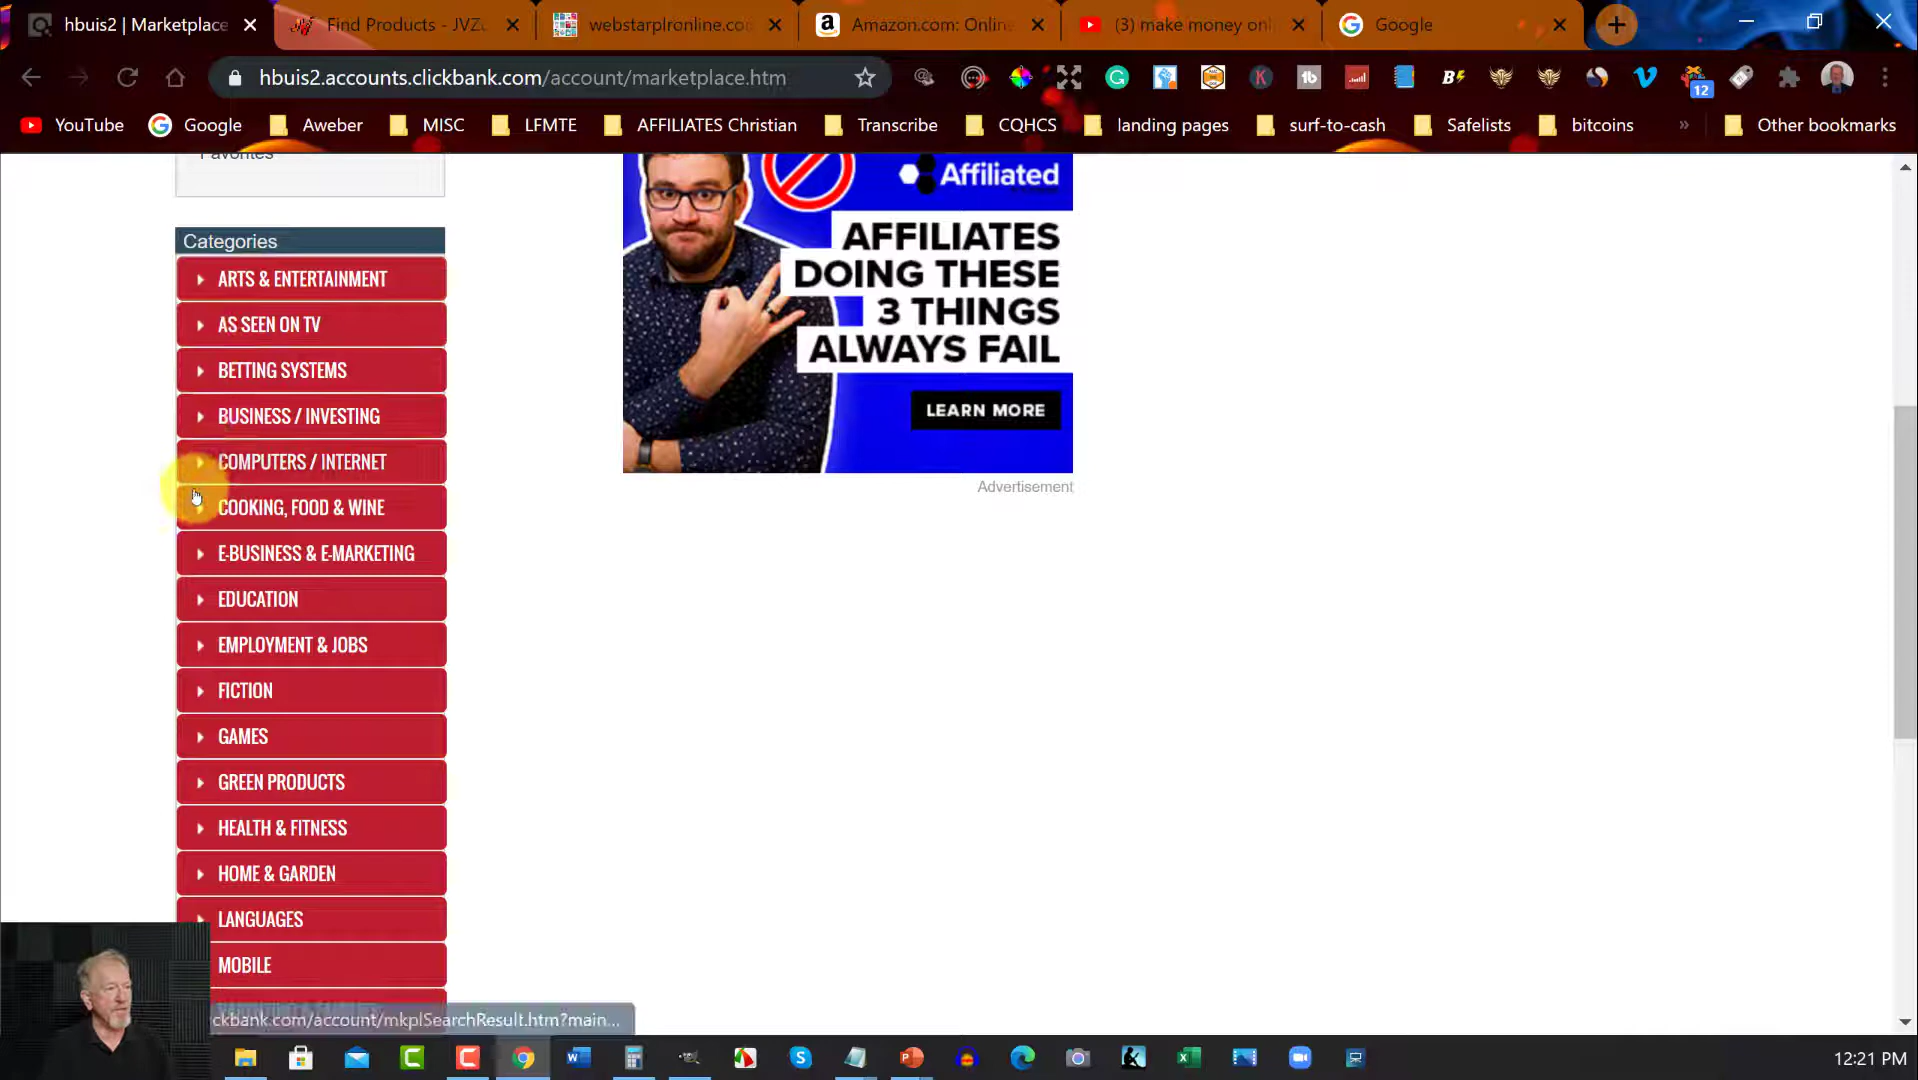 hbuis2 | Marketplace
Find Products - JVZ
webstarplronline.co
Amazon.com: Online
(3) make money onl
Google
hbuis2.accounts.clickbank.com/account/marketplace.htm
12
YouTube Google Aweber MISC LFMTE AFFILIATES Christian Transcribe CQHCS landing pages surf-to-cash Safelists bitcoins » Other bookmarks
Favorites
Affiliated
AFFILIATES
DOING THESE
3 THINGS
ALWAYS FAIL
LEARN MORE
Advertisement
Categories
ARTS & ENTERTAINMENT
AS SEEN ON TV
BETTING SYSTEMS
BUSINESS / INVESTING
COMPUTERS / INTERNET
COOKING, FOOD & WINE
E-BUSINESS & E-MARKETING
EDUCATION
EMPLOYMENT & JOBS
FICTION
GAMES
GREEN PRODUCTS
HEALTH & FITNESS
HOME & GARDEN
LANGUAGES
MOBILE
ckbank.com/account/mkplSearchResult.htm?main...
12:21 PM